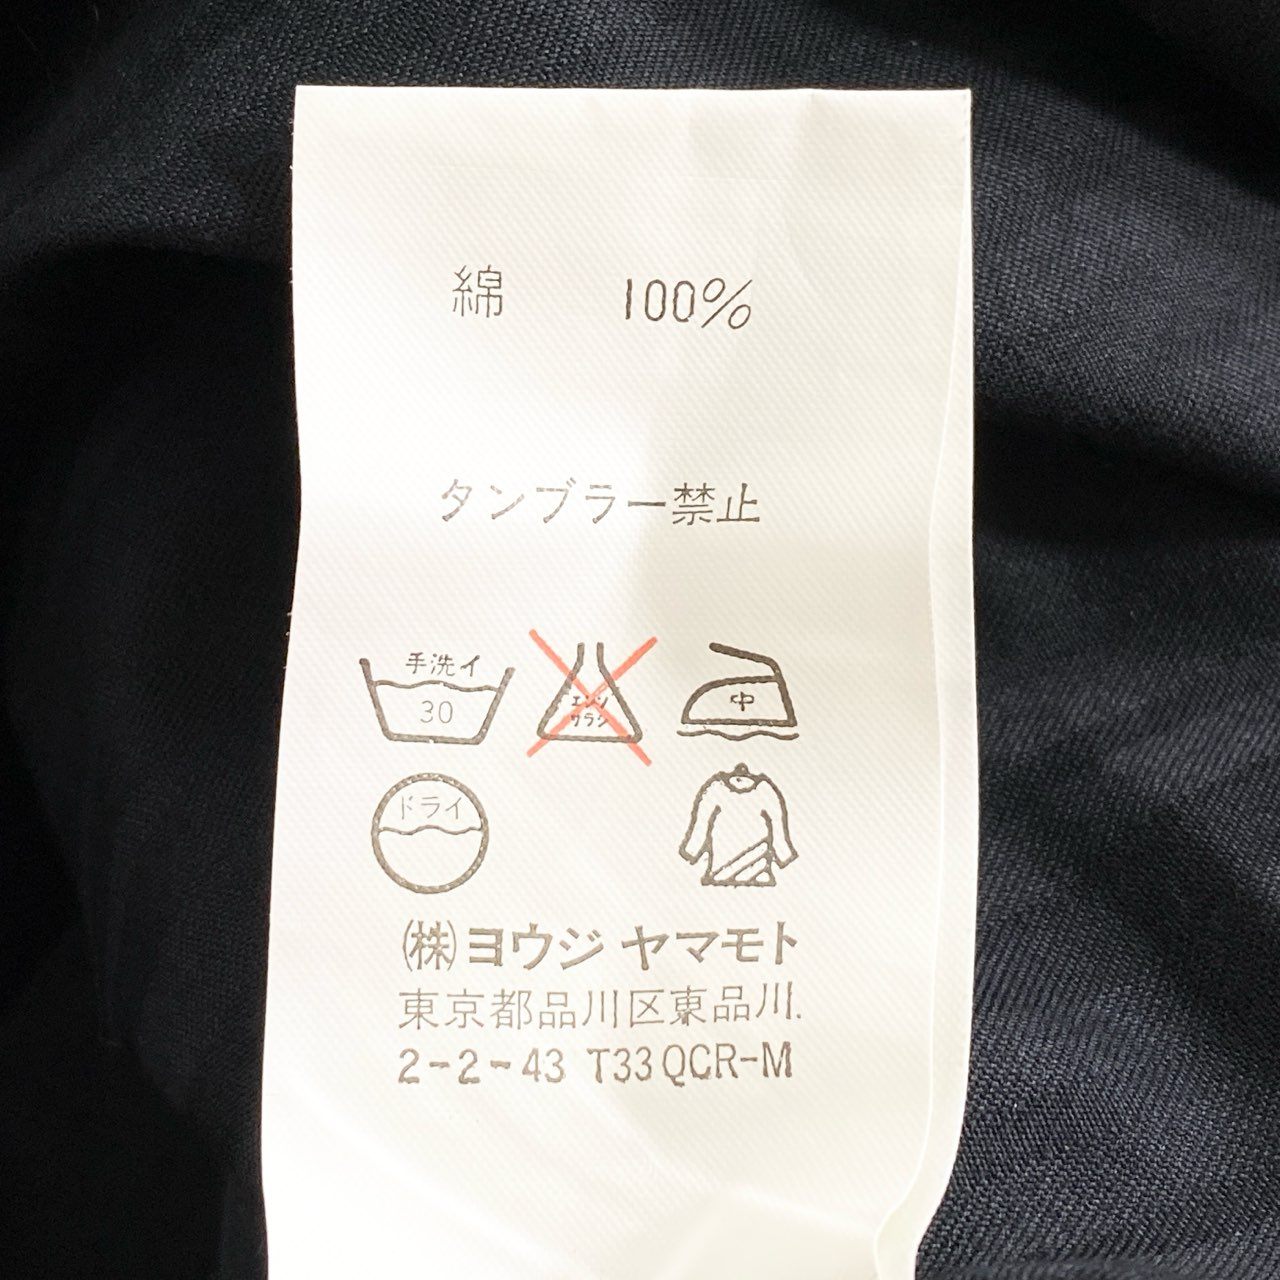 綿 100%
タンブラー禁止
手洗イ
30
エンソ
サラシ
中
ドライ
(株)ヨウジ ヤマモト
東京都品川区東品川.
2-2-43 T33QCR-M